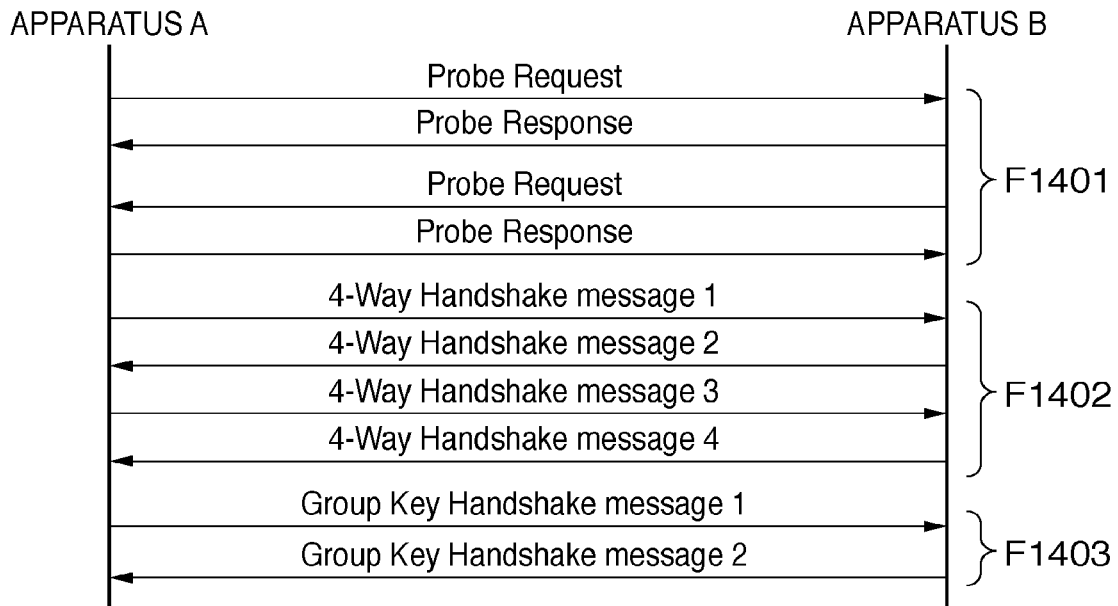 APPARATUS A
APPARATUS B
Probe Request
Probe Response
Probe Request
Probe Response
F1401
4-Way Handshake message 1
4-Way Handshake message 2
4-Way Handshake message 3
4-Way Handshake message 4
F1402
Group Key Handshake message 1
Group Key Handshake message 2
F1403